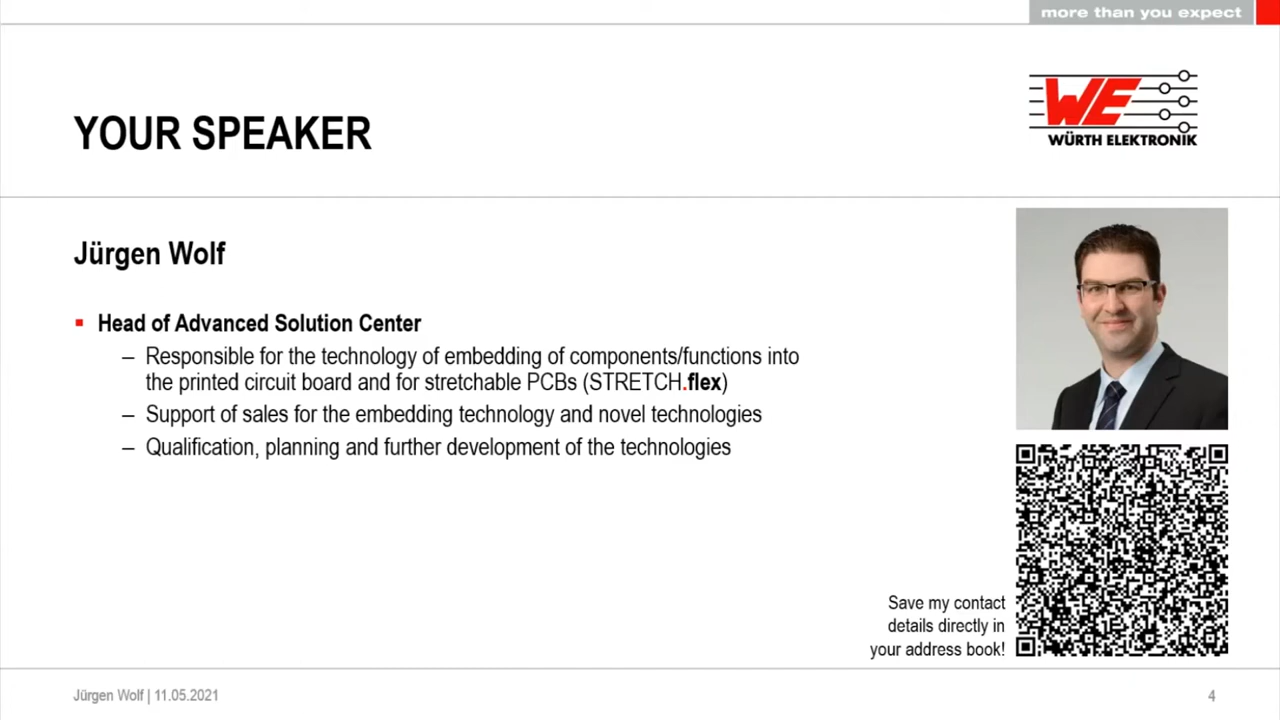 more than you expect
YOUR SPEAKER
WE
WÜRTH ELEKTRONIK
Jürgen Wolf
Head of Advanced Solution Center
– Responsible for the technology of embedding of components/functions into
the printed circuit board and for stretchable PCBs (STRETCH.flex)
– Support of sales for the embedding technology and novel technologies
– Qualification, planning and further development of the technologies
Save my contact
details directly in
your address book!
Jürgen Wolf | 11.05.2021
4